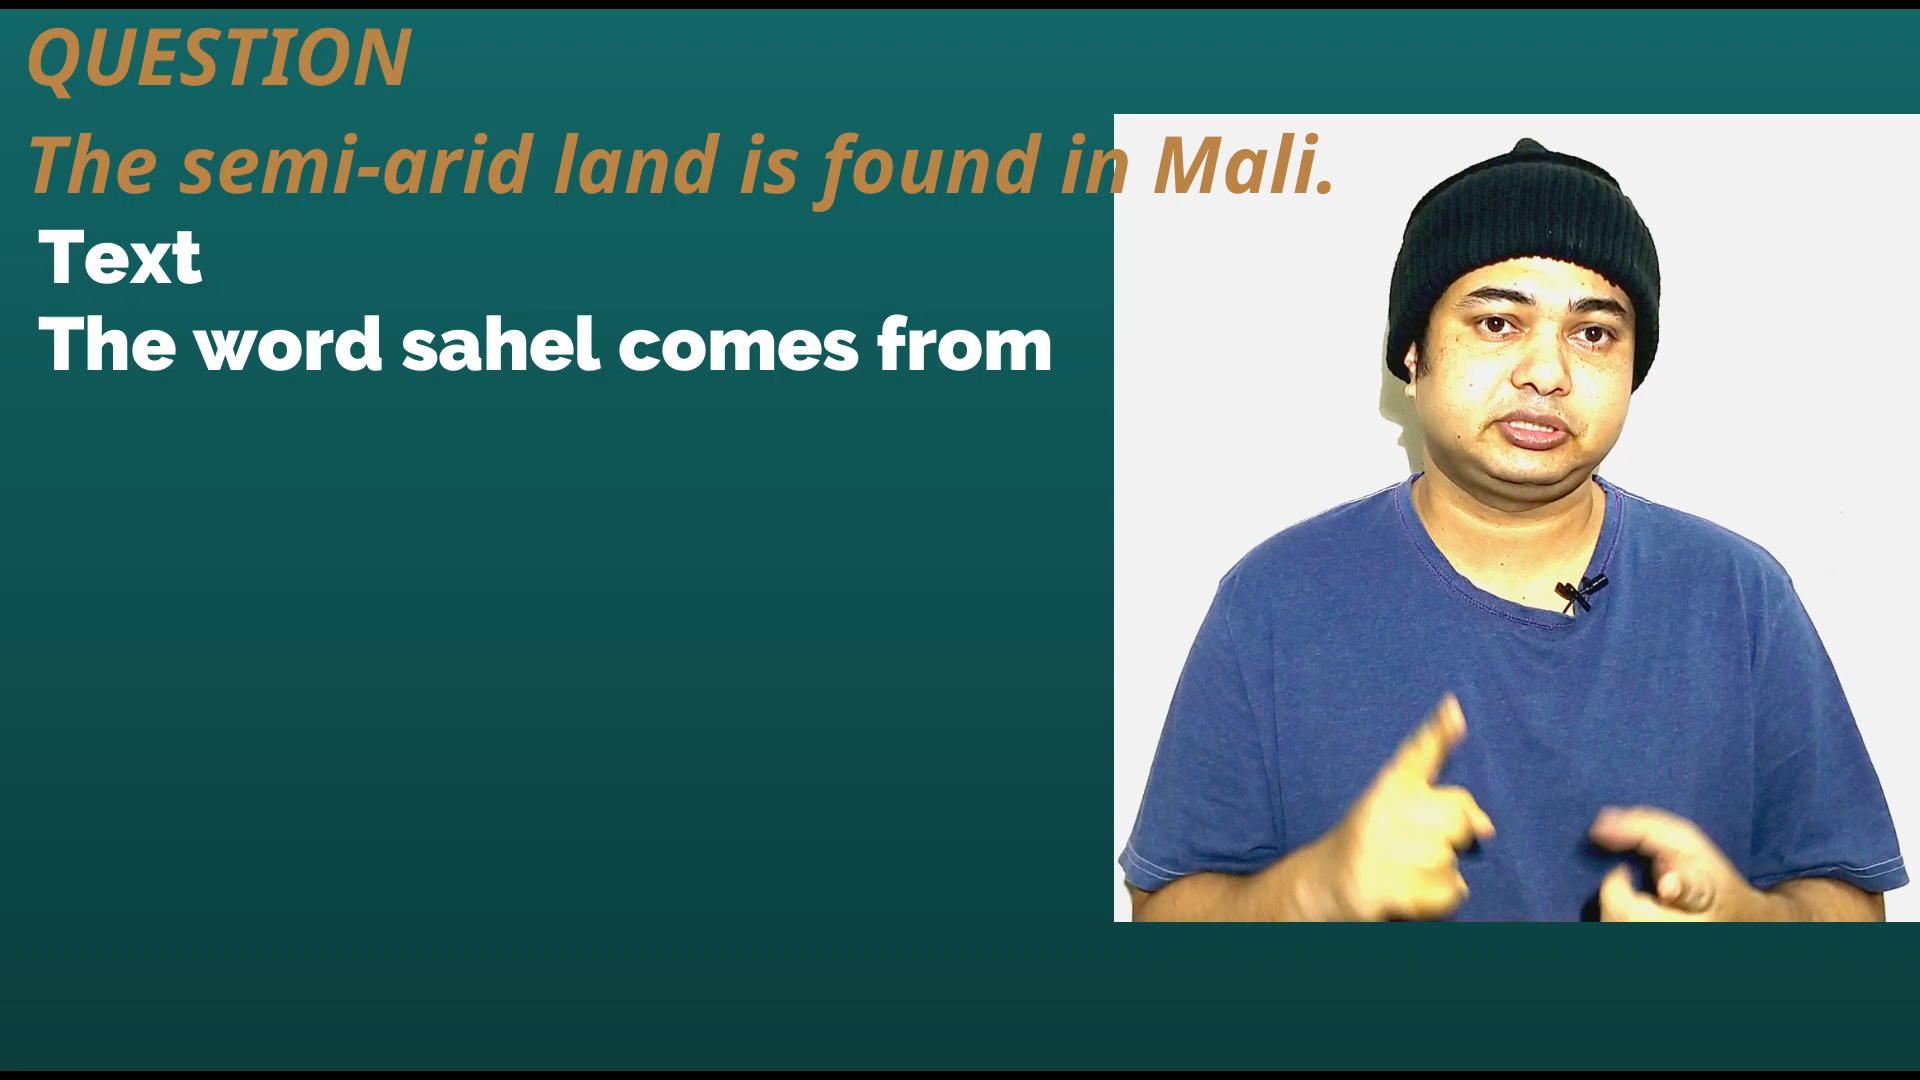 QUESTION
The semi-arid land is found in Mali.
Text
The word sahel comes from